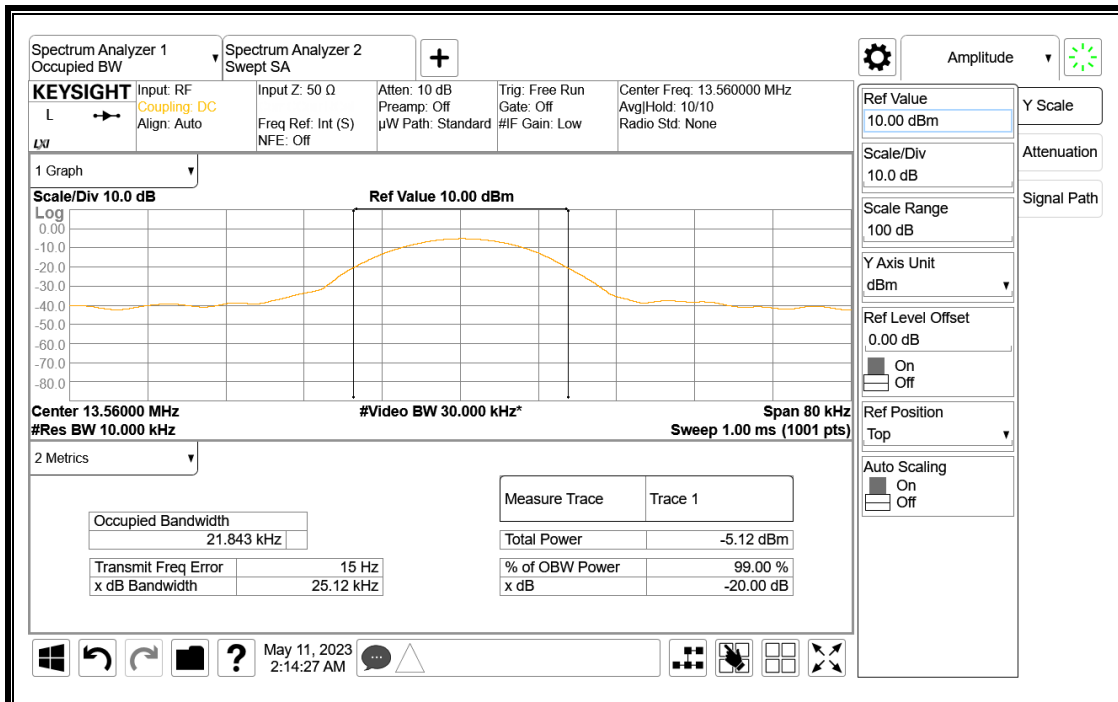 Spectrum Analyzer 1
Occupied BW
Spectrum Analyzer 2
Swept SA
Amplitude
KEYSIGHT
L
LXI
Input: RF
Coupling: DC
Align: Auto
Input Z: 50 Ω
Freq Ref: Int (S)
NFE: Off
Atten: 10 dB
Preamp: Off
µW Path: Standard
Trig: Free Run
Gate: Off
#IF Gain: Low
Center Freq: 13.560000 MHz
Avg|Hold: 10/10
Radio Std: None
1 Graph
Scale/Div 10.0 dB
Ref Value 10.00 dBm
Log
0.00
-10.0
-20.0
-30.0
-40.0
-50.0
-60.0
-70.0
-80.0
Center 13.56000 MHz
#Video BW 30.000 kHz*
Span 80 kHz
#Res BW 10.000 kHz
Sweep 1.00 ms (1001 pts)
2 Metrics
Occupied Bandwidth
21.843 kHz
Transmit Freq Error 15 Hz
x dB Bandwidth 25.12 kHz
Measure Trace Trace 1
Total Power -5.12 dBm
% of OBW Power 99.00 %
x dB -20.00 dB
?
May 11, 2023
2:14:27 AM
Ref Value
10.00 dBm
Scale/Div
10.0 dB
Scale Range
100 dB
Y Axis Unit
dBm
Ref Level Offset
0.00 dB
On
Off
Ref Position
Top
Auto Scaling
On
Off
Y Scale
Attenuation
Signal Path